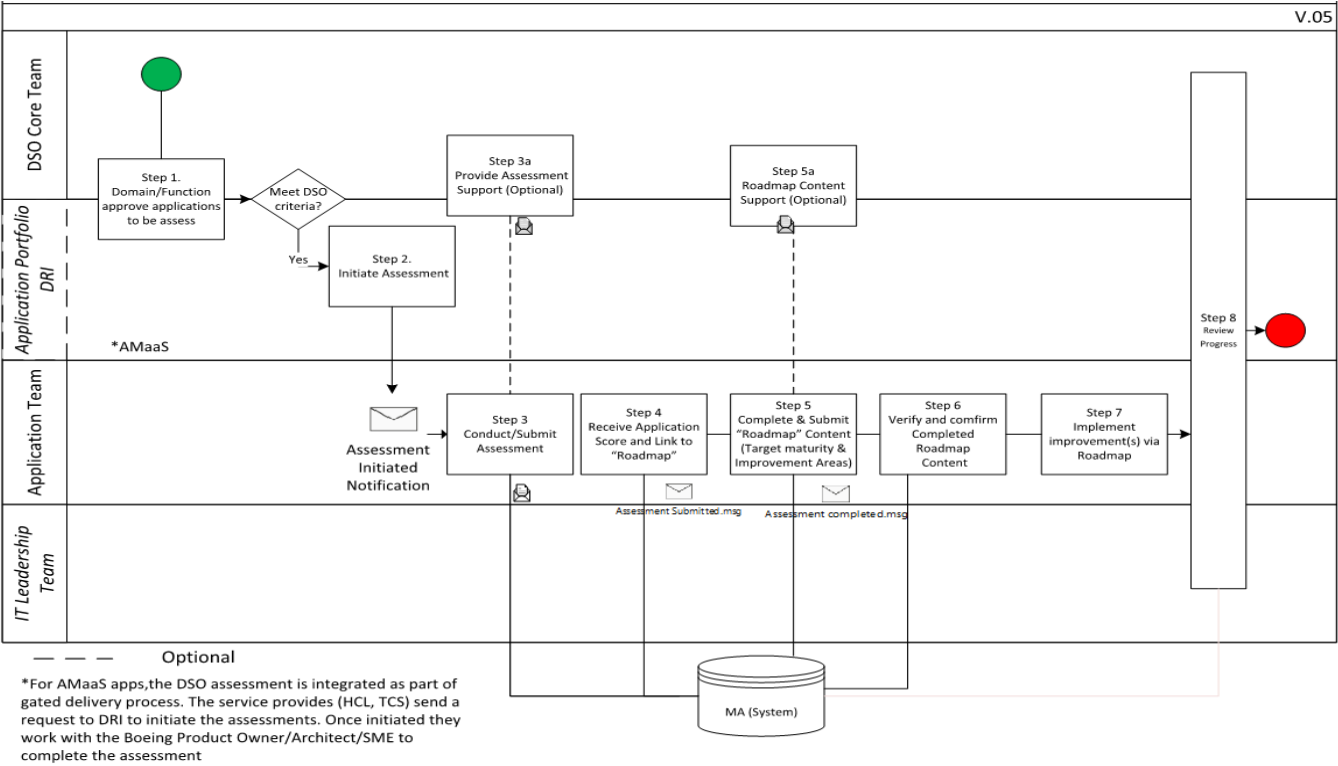 V.05
DSO Core Team
Step 1.
Domain/Function
approve applications
to be assess
Meet DSO
criteria?
Step 3a
Provide Assessment
Support (Optional)
Step 5a
Roadmap Content
Support (Optional)
Application Portfolio
DRI
Yes
Step 2.
Initiate Assessment
*AMaaS
Step 8
Review
Progress
Application Team
Assessment
Initiated
Notification
Step 3
Conduct/Submit
Assessment
Step 4
Receive Application
Score and Link to
“Roadmap”
Step 5
Complete & Submit
“Roadmap” Content
(Target maturity &
Improvement Areas)
Step 6
Verify and comfirm
Completed
Roadmap
Content
Step 7
Implement
improvement(s) via
Roadmap
Assessment Submitted.msg
Assessment completed.msg
IT Leadership
Team
MA (System)
Optional
*For AMaaS apps,the DSO assessment is integrated as part of
gated delivery process. The service provides (HCL, TCS) send a
request to DRI to initiate the assessments. Once initiated they
work with the Boeing Product Owner/Architect/SME to
complete the assessment